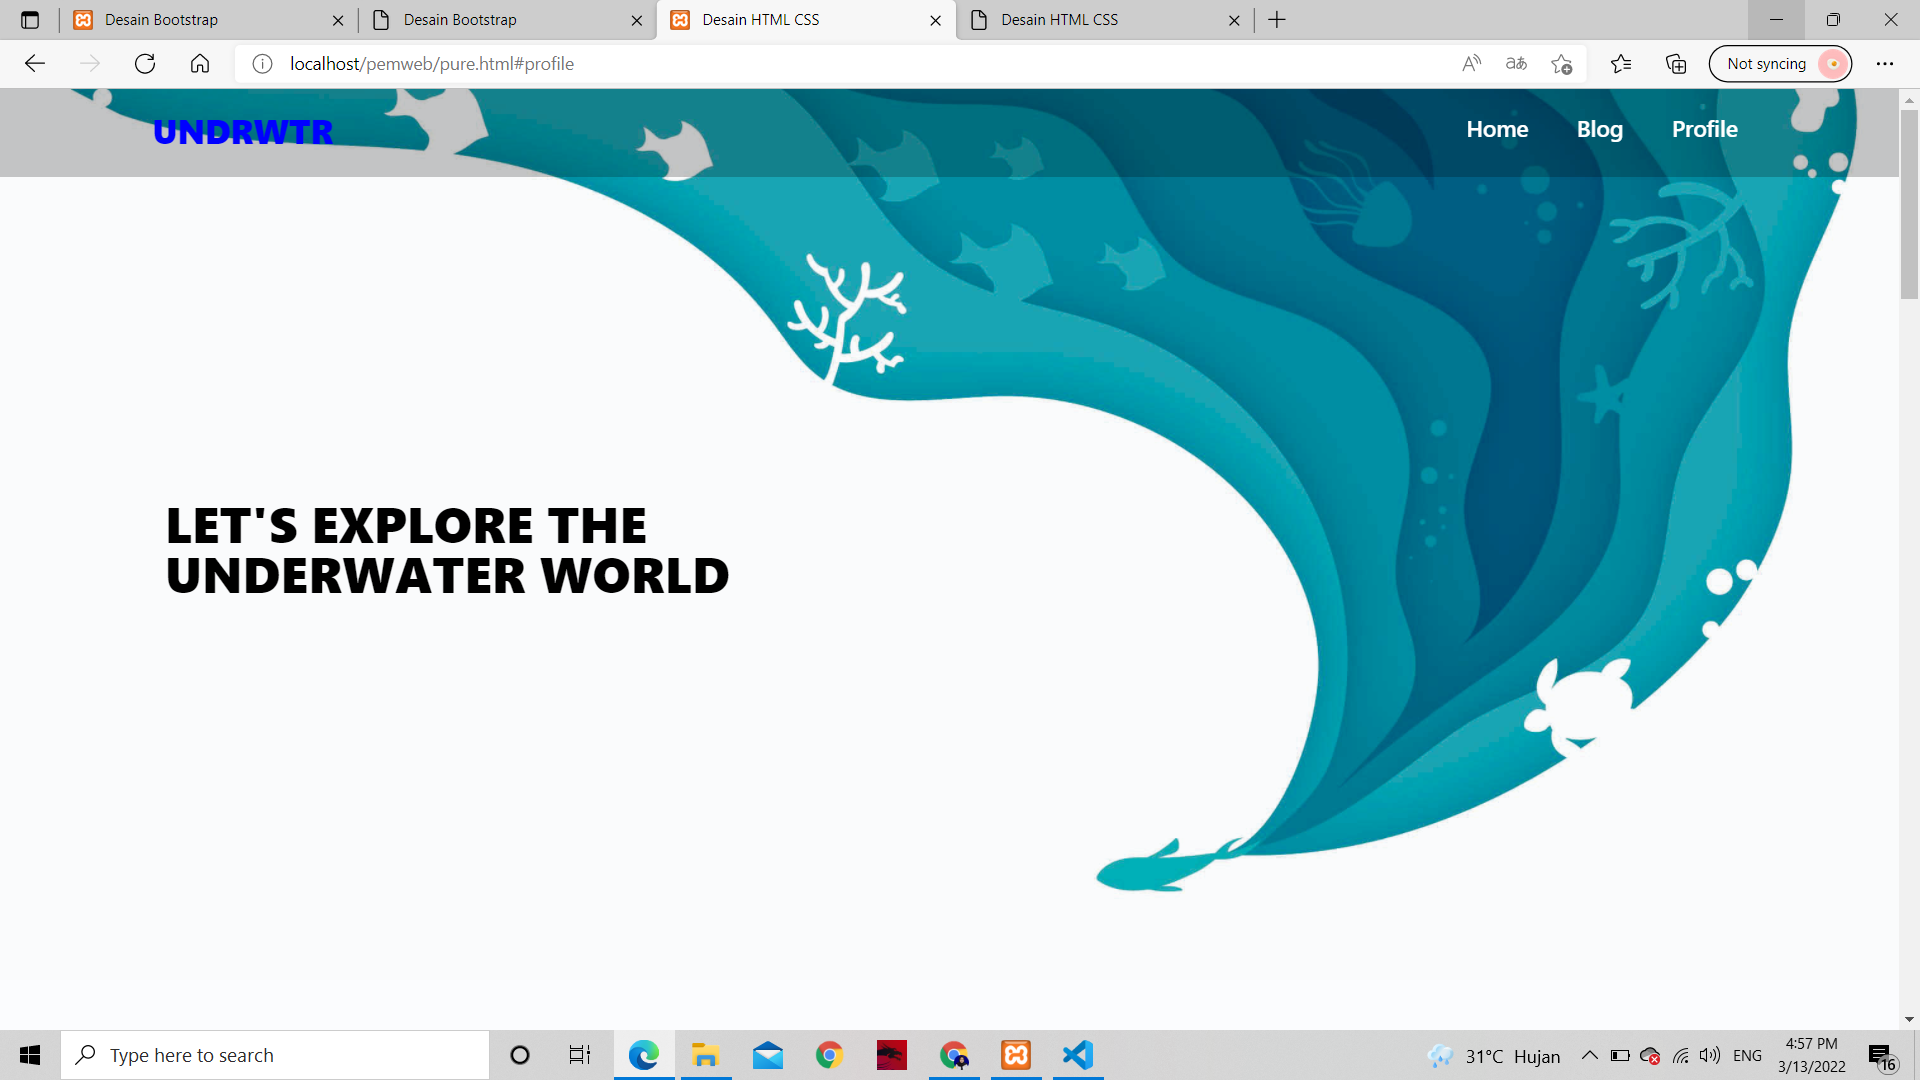 Desain Bootstrap
Desain Bootstrap
Desain HTML CSS
Desain HTML CSS
localhost/pemweb/pure.html#profile
Not syncing
UNDRWTR
Home
Blog
Profile
LET'S EXPLORE THE
UNDERWATER WORLD
Type here to search
31°C Hujan
ENG
4:57 PM
3/13/2022
16